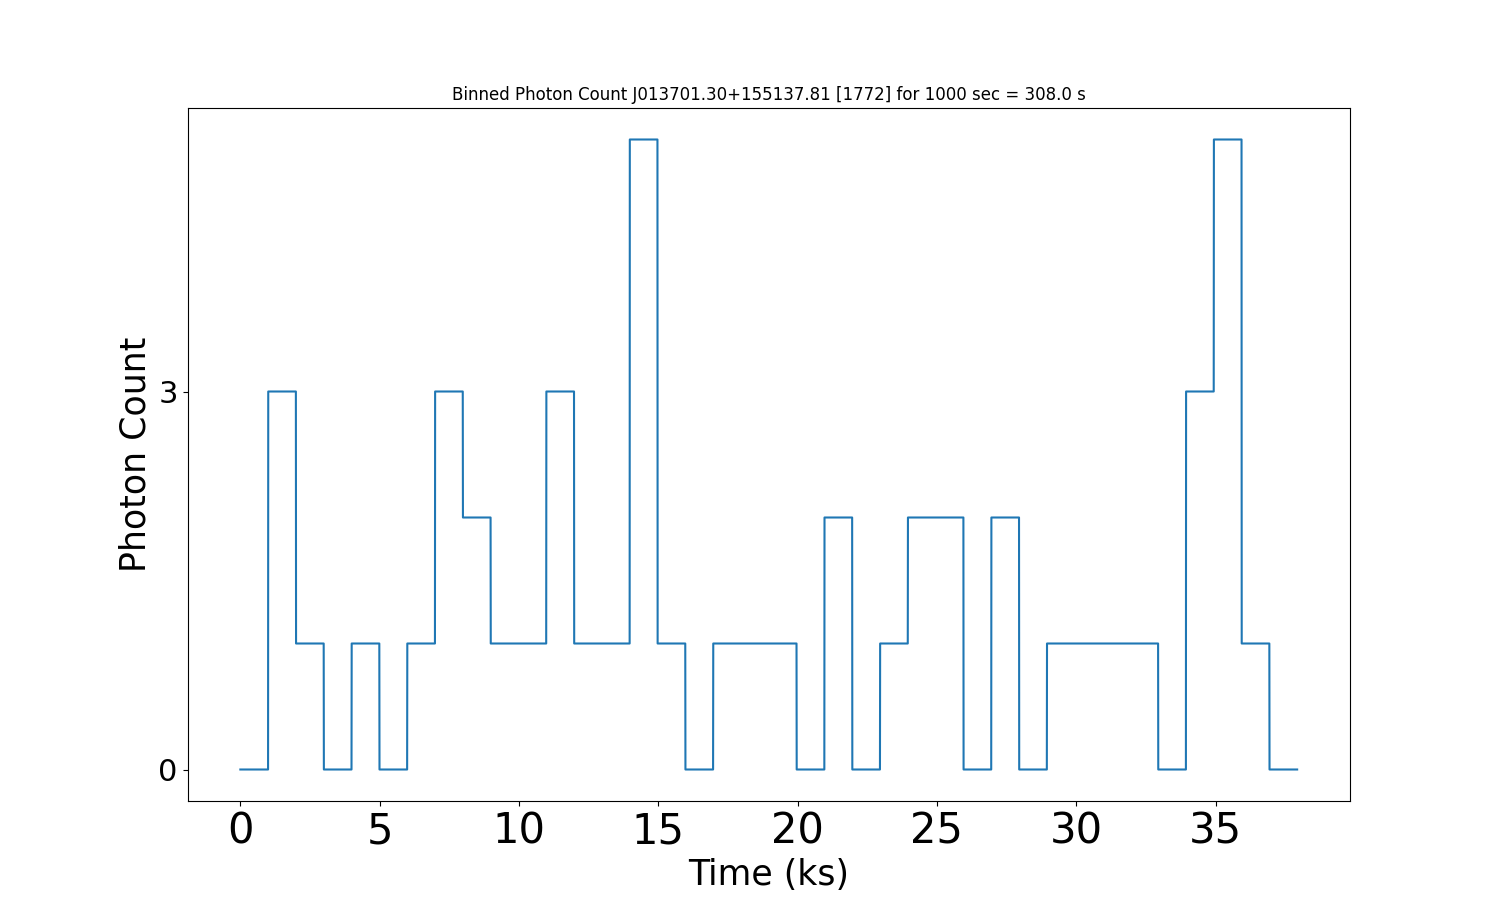 Binned Photon Count J013701.30+155137.81 [1772] for 1000 sec = 308.0 s
Photon Count
3
0
0 5 10 15 20 25 30 35
Time (ks)